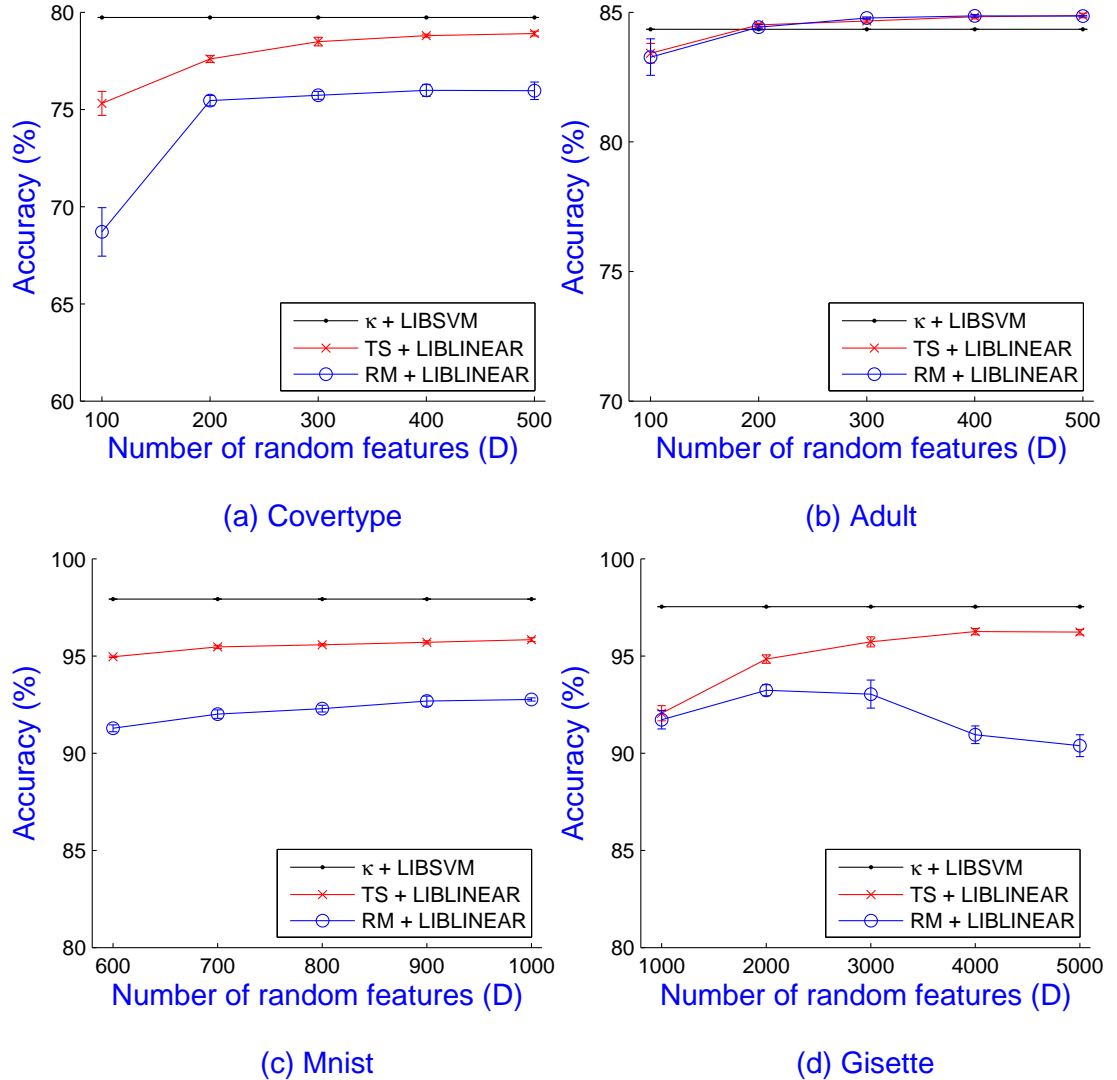 80
75
70
65
60
Accuracy (%)
κ + LIBSVM
TS + LIBLINEAR
RM + LIBLINEAR
100 200 300 400 500
Number of random features (D)
(a) Covertype
85
80
75
70
Accuracy (%)
κ + LIBSVM
TS + LIBLINEAR
RM + LIBLINEAR
100 200 300 400 500
Number of random features (D)
(b) Adult
100
95
90
85
80
Accuracy (%)
κ + LIBSVM
TS + LIBLINEAR
RM + LIBLINEAR
600 700 800 900 1000
Number of random features (D)
(c) Mnist
100
95
90
85
80
Accuracy (%)
κ + LIBSVM
TS + LIBLINEAR
RM + LIBLINEAR
1000 2000 3000 4000 5000
Number of random features (D)
(d) Gisette